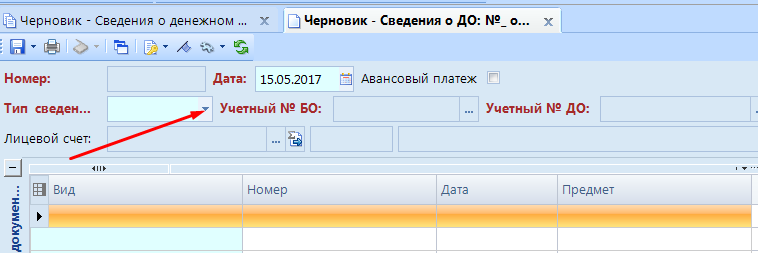 Черновик - Сведения о денежном ...
Черновик - Сведения о ДО: №_ о...
Номер: Дата: 15.05.2017 Авансовый платеж
Тип сведен... Учетный № БО: ... Учетный № ДО:
Лицевой счет: ...
Вид Номер Дата Предмет
докумен...